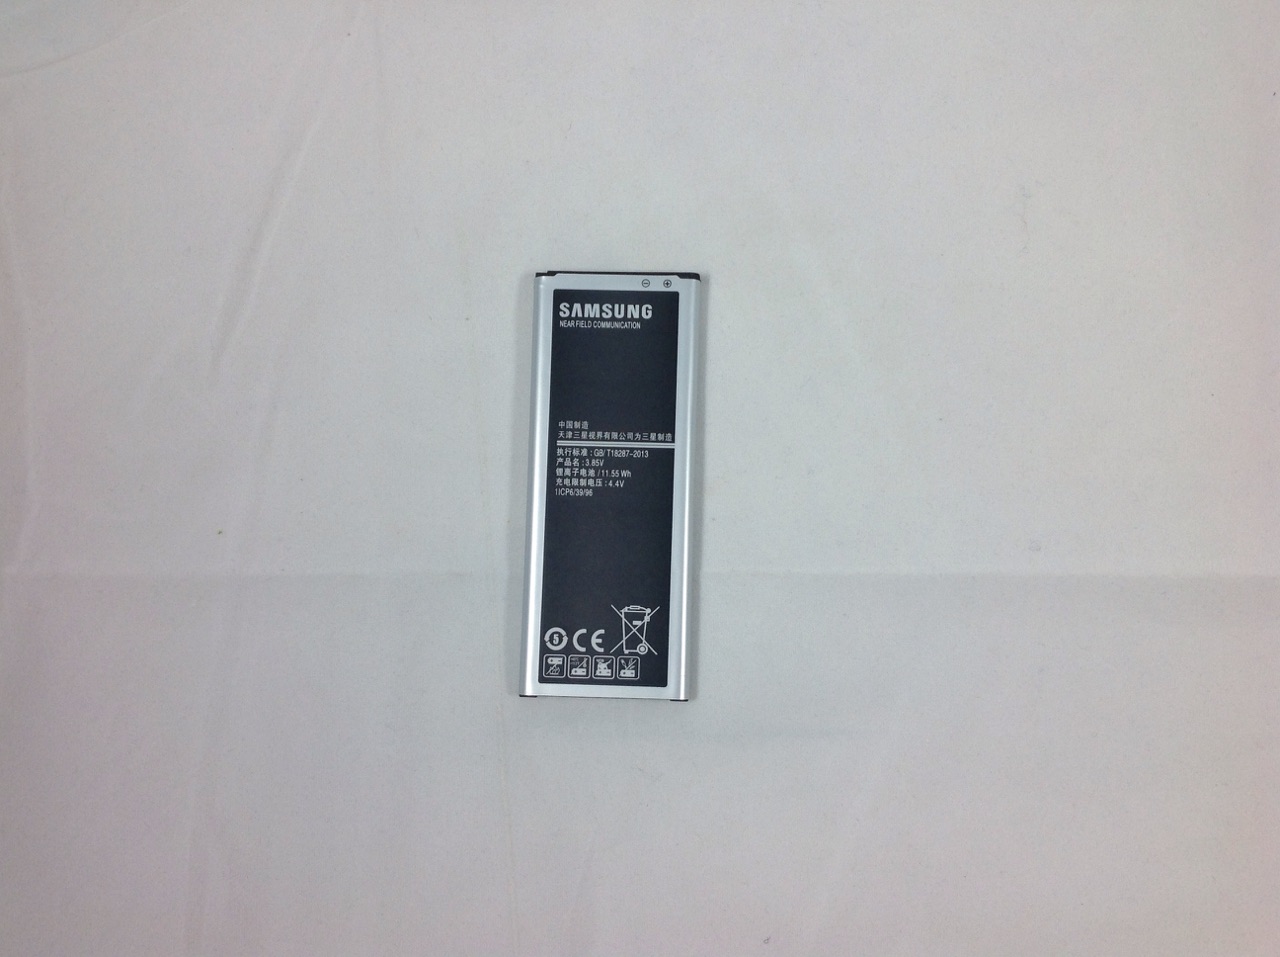 SAMSUNG
NEAR FIELD COMMUNICATION
中国制造
天津三星视界有限公司为三星制造
执行标准:GB/T18287-2013
产品名:3.85V
锂离子电池/11.55 Wh
充电限制电压:4.4V
1ICP6/39/96
5 CE